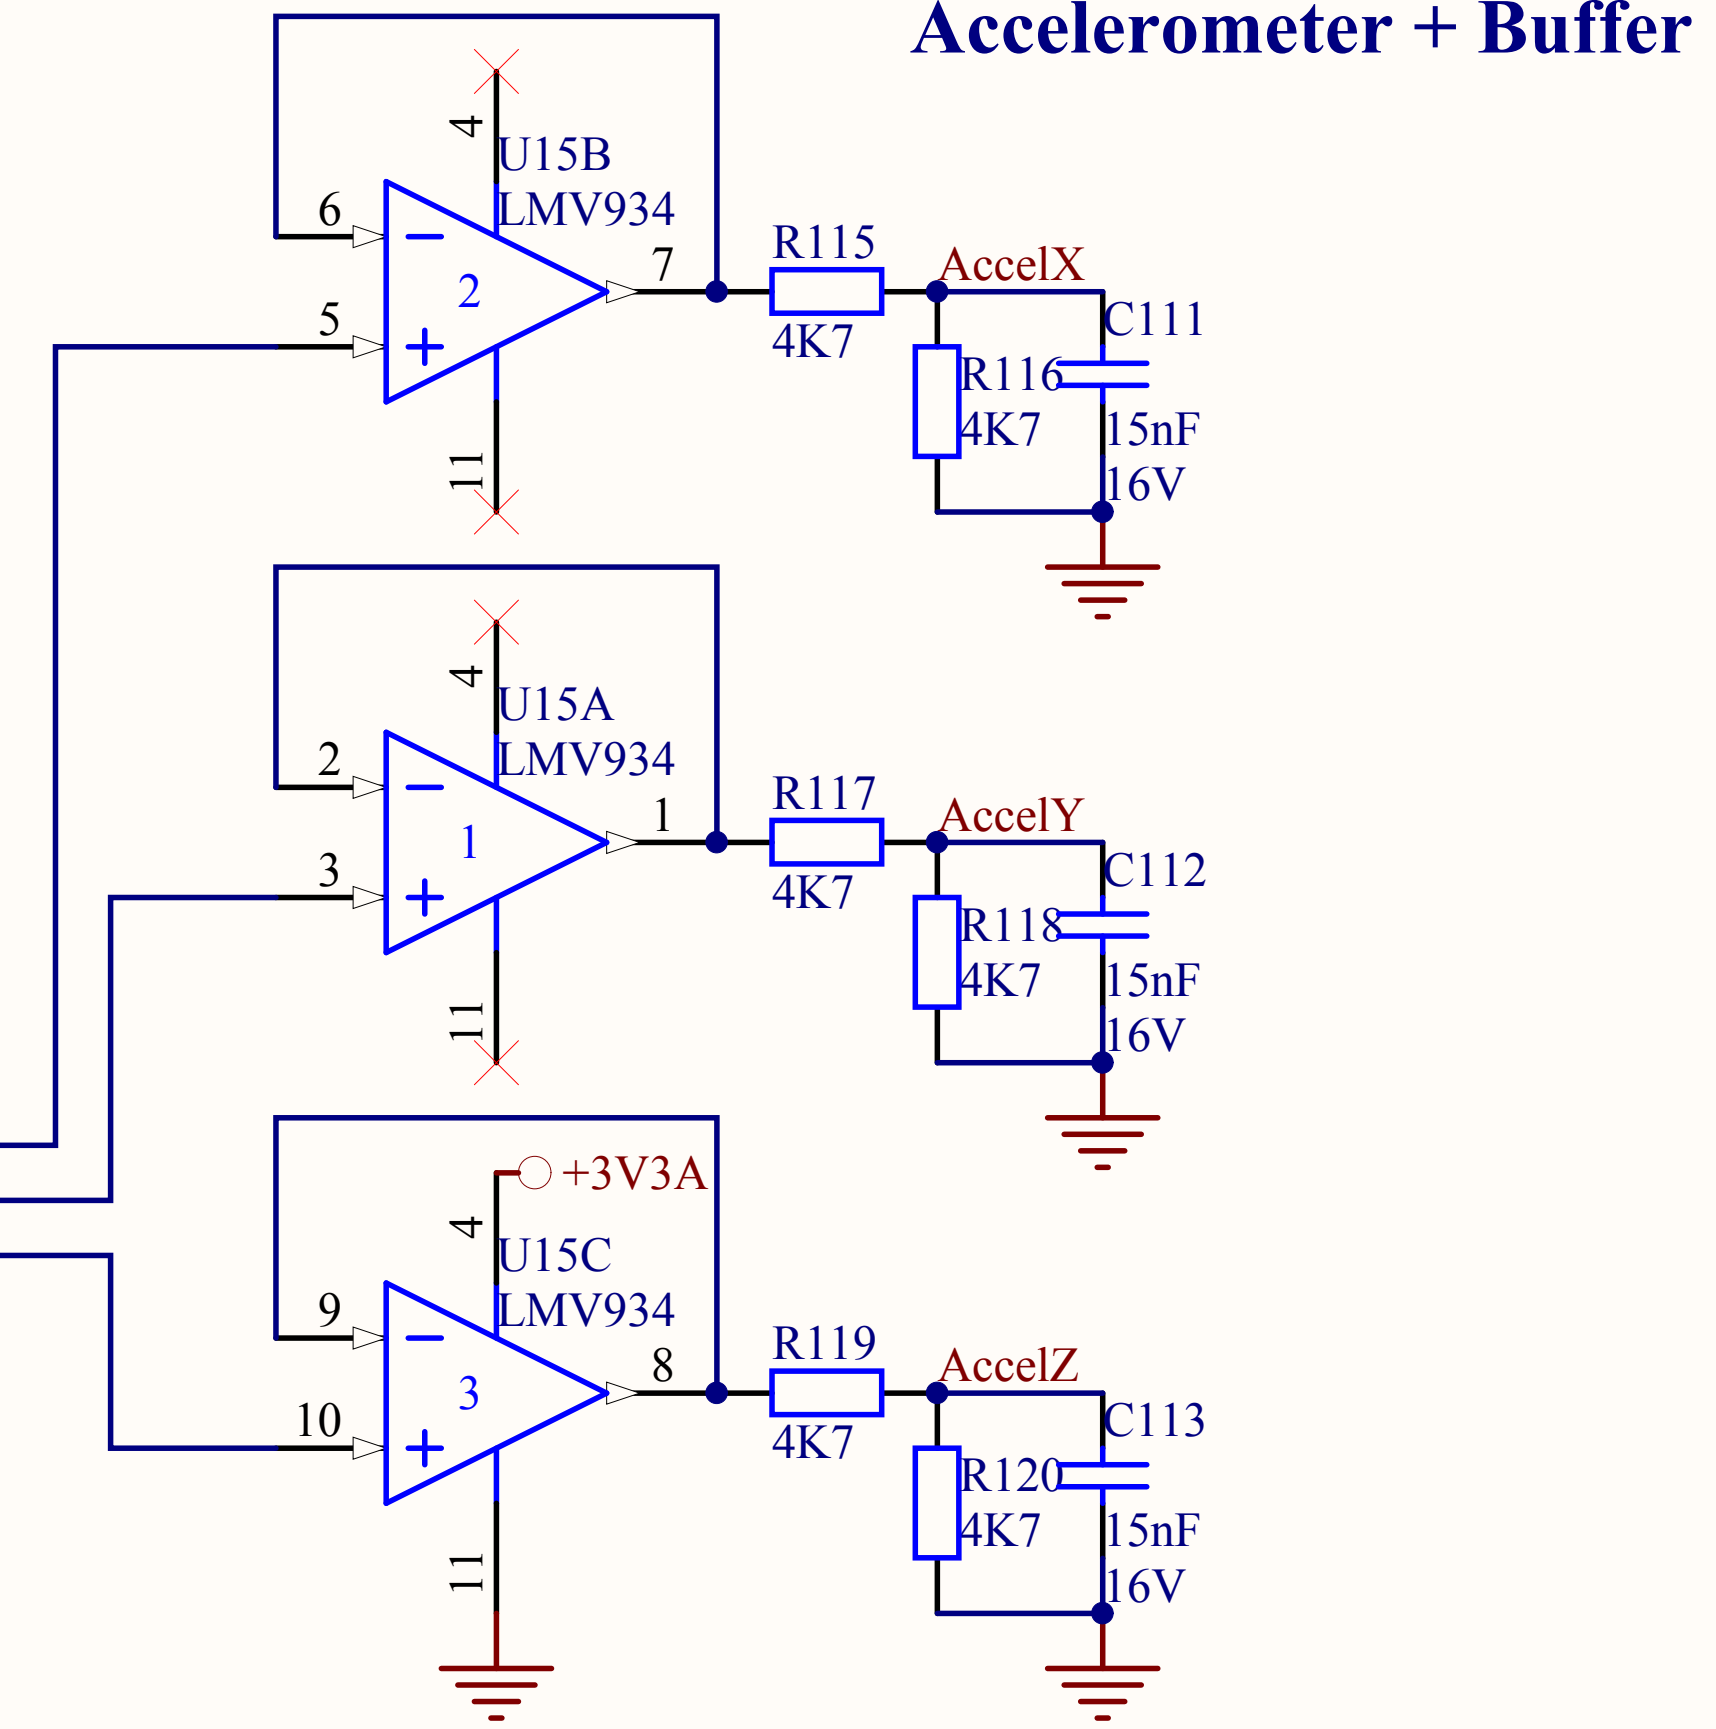 Accelerometer + Buffer
4
U15B
LMV934
6
2
7
5
11
R115
4K7
AccelX
C111
R116
4K7
15nF
16V
4
U15A
LMV934
2
1
1
3
11
R117
4K7
AccelY
C112
R118
4K7
15nF
16V
+3V3A
4
U15C
LMV934
9
3
8
10
11
R119
4K7
AccelZ
C113
R120
4K7
15nF
16V